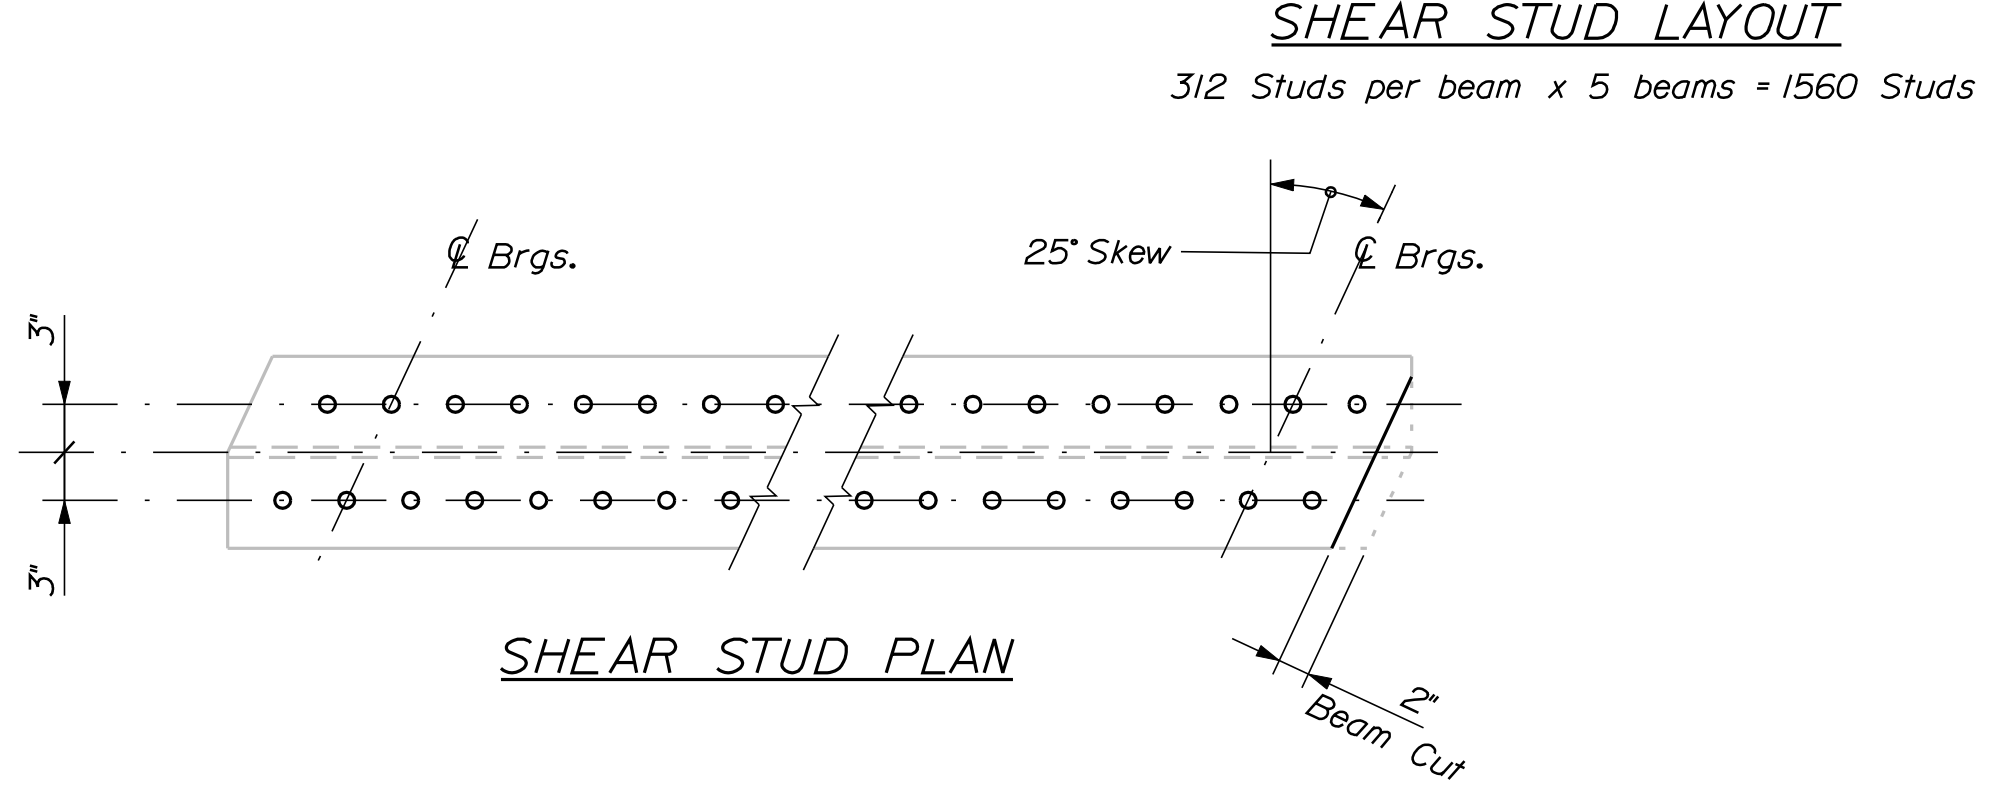 SHEAR STUD LAYOUT
312 Studs per beam x 5 beams = 1560 Studs
25° Skew
℄ Brgs.
℄ Brgs.
3"
3"
SHEAR STUD PLAN
2"
Beam Cut